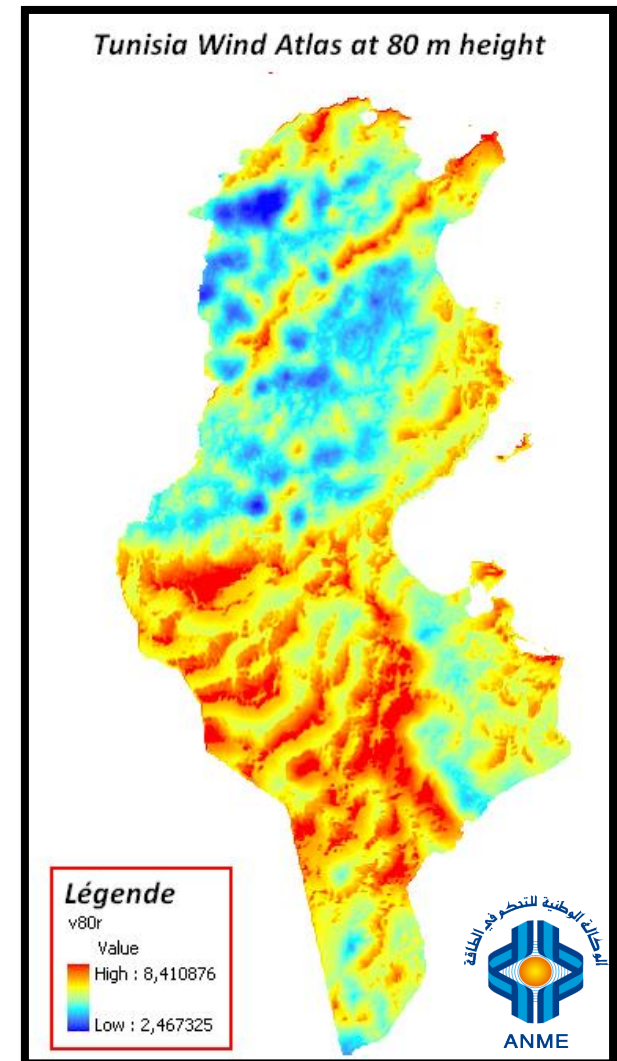 Tunisia Wind Atlas at 80 m height
Légende
v80r
Value
High : 8,410876
Low : 2,467325
الوكالة الوطنية للتحكم في الطاقة
ANME